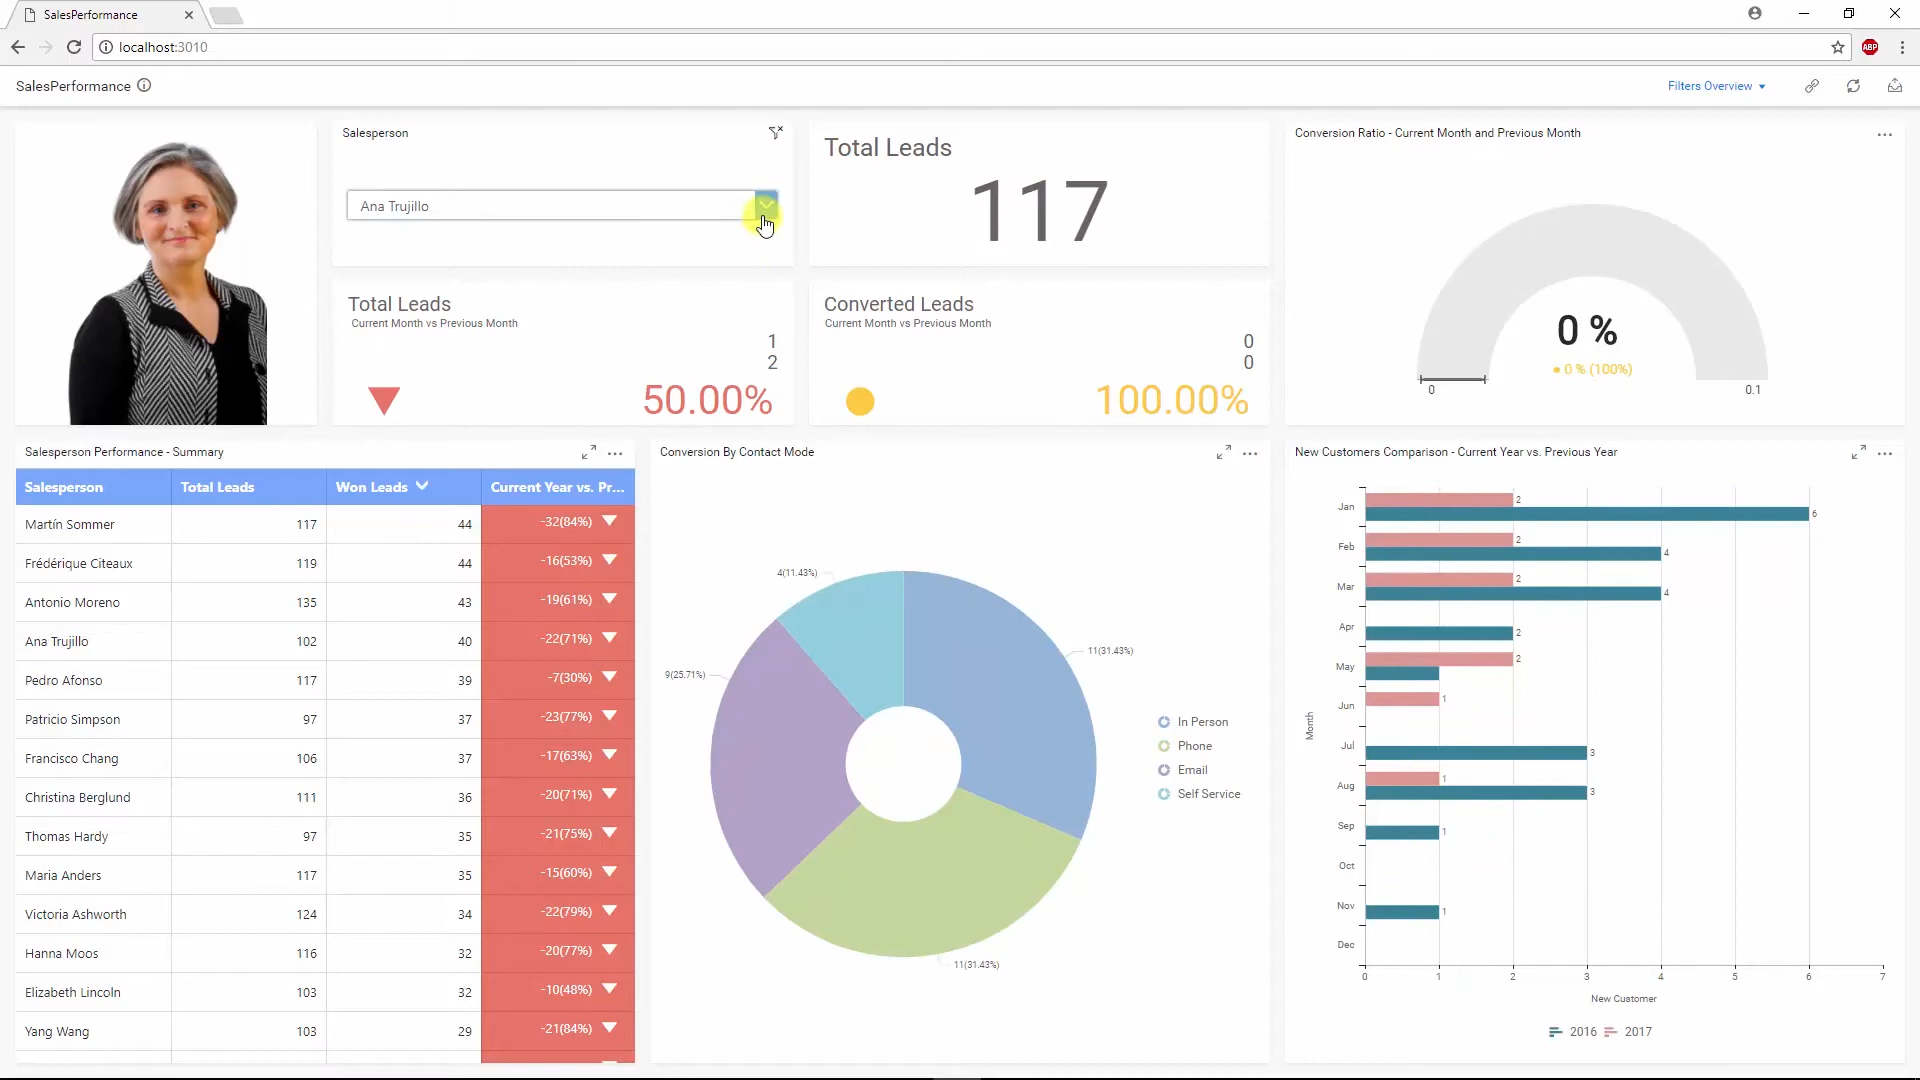 SalesPerformance
localhost:3010
ABP
SalesPerformance
Filters Overview
Salesperson
Ana Trujillo
Total Leads
117
Conversion Ratio - Current Month and Previous Month
0 %
0 % (100%)
0
0.1
Total Leads
Current Month vs Previous Month
1
2
50.00%
Converted Leads
Current Month vs Previous Month
0
0
100.00%
Salesperson Performance - Summary
Salesperson Total Leads Won Leads Current Year vs. Pr...
Martín Sommer 117 44 -32(84%)
Frédérique Citeaux 119 44 -16(53%)
Antonio Moreno 135 43 -19(61%)
Ana Trujillo 102 40 -22(71%)
Pedro Afonso 117 39 -7(30%)
Patricio Simpson 97 37 -23(77%)
Francisco Chang 106 37 -17(63%)
Christina Berglund 111 36 -20(71%)
Thomas Hardy 97 35 -21(75%)
Maria Anders 117 35 -15(60%)
Victoria Ashworth 124 34 -22(79%)
Hanna Moos 116 32 -20(77%)
Elizabeth Lincoln 103 32 -10(48%)
Yang Wang 103 29 -21(84%)
Conversion By Contact Mode
4(11.43%)
11(31.43%)
9(25.71%)
11(31.43%)
In Person
Phone
Email
Self Service
New Customers Comparison - Current Year vs. Previous Year
Month
Jan 2 6
Feb 2 4
Mar 2 4
Apr 2
May 2
Jun 1
Jul 3
Aug 1 3
Sep 1
Oct
Nov 1
Dec
0 1 2 3 4 5 6 7
New Customer
2016 2017